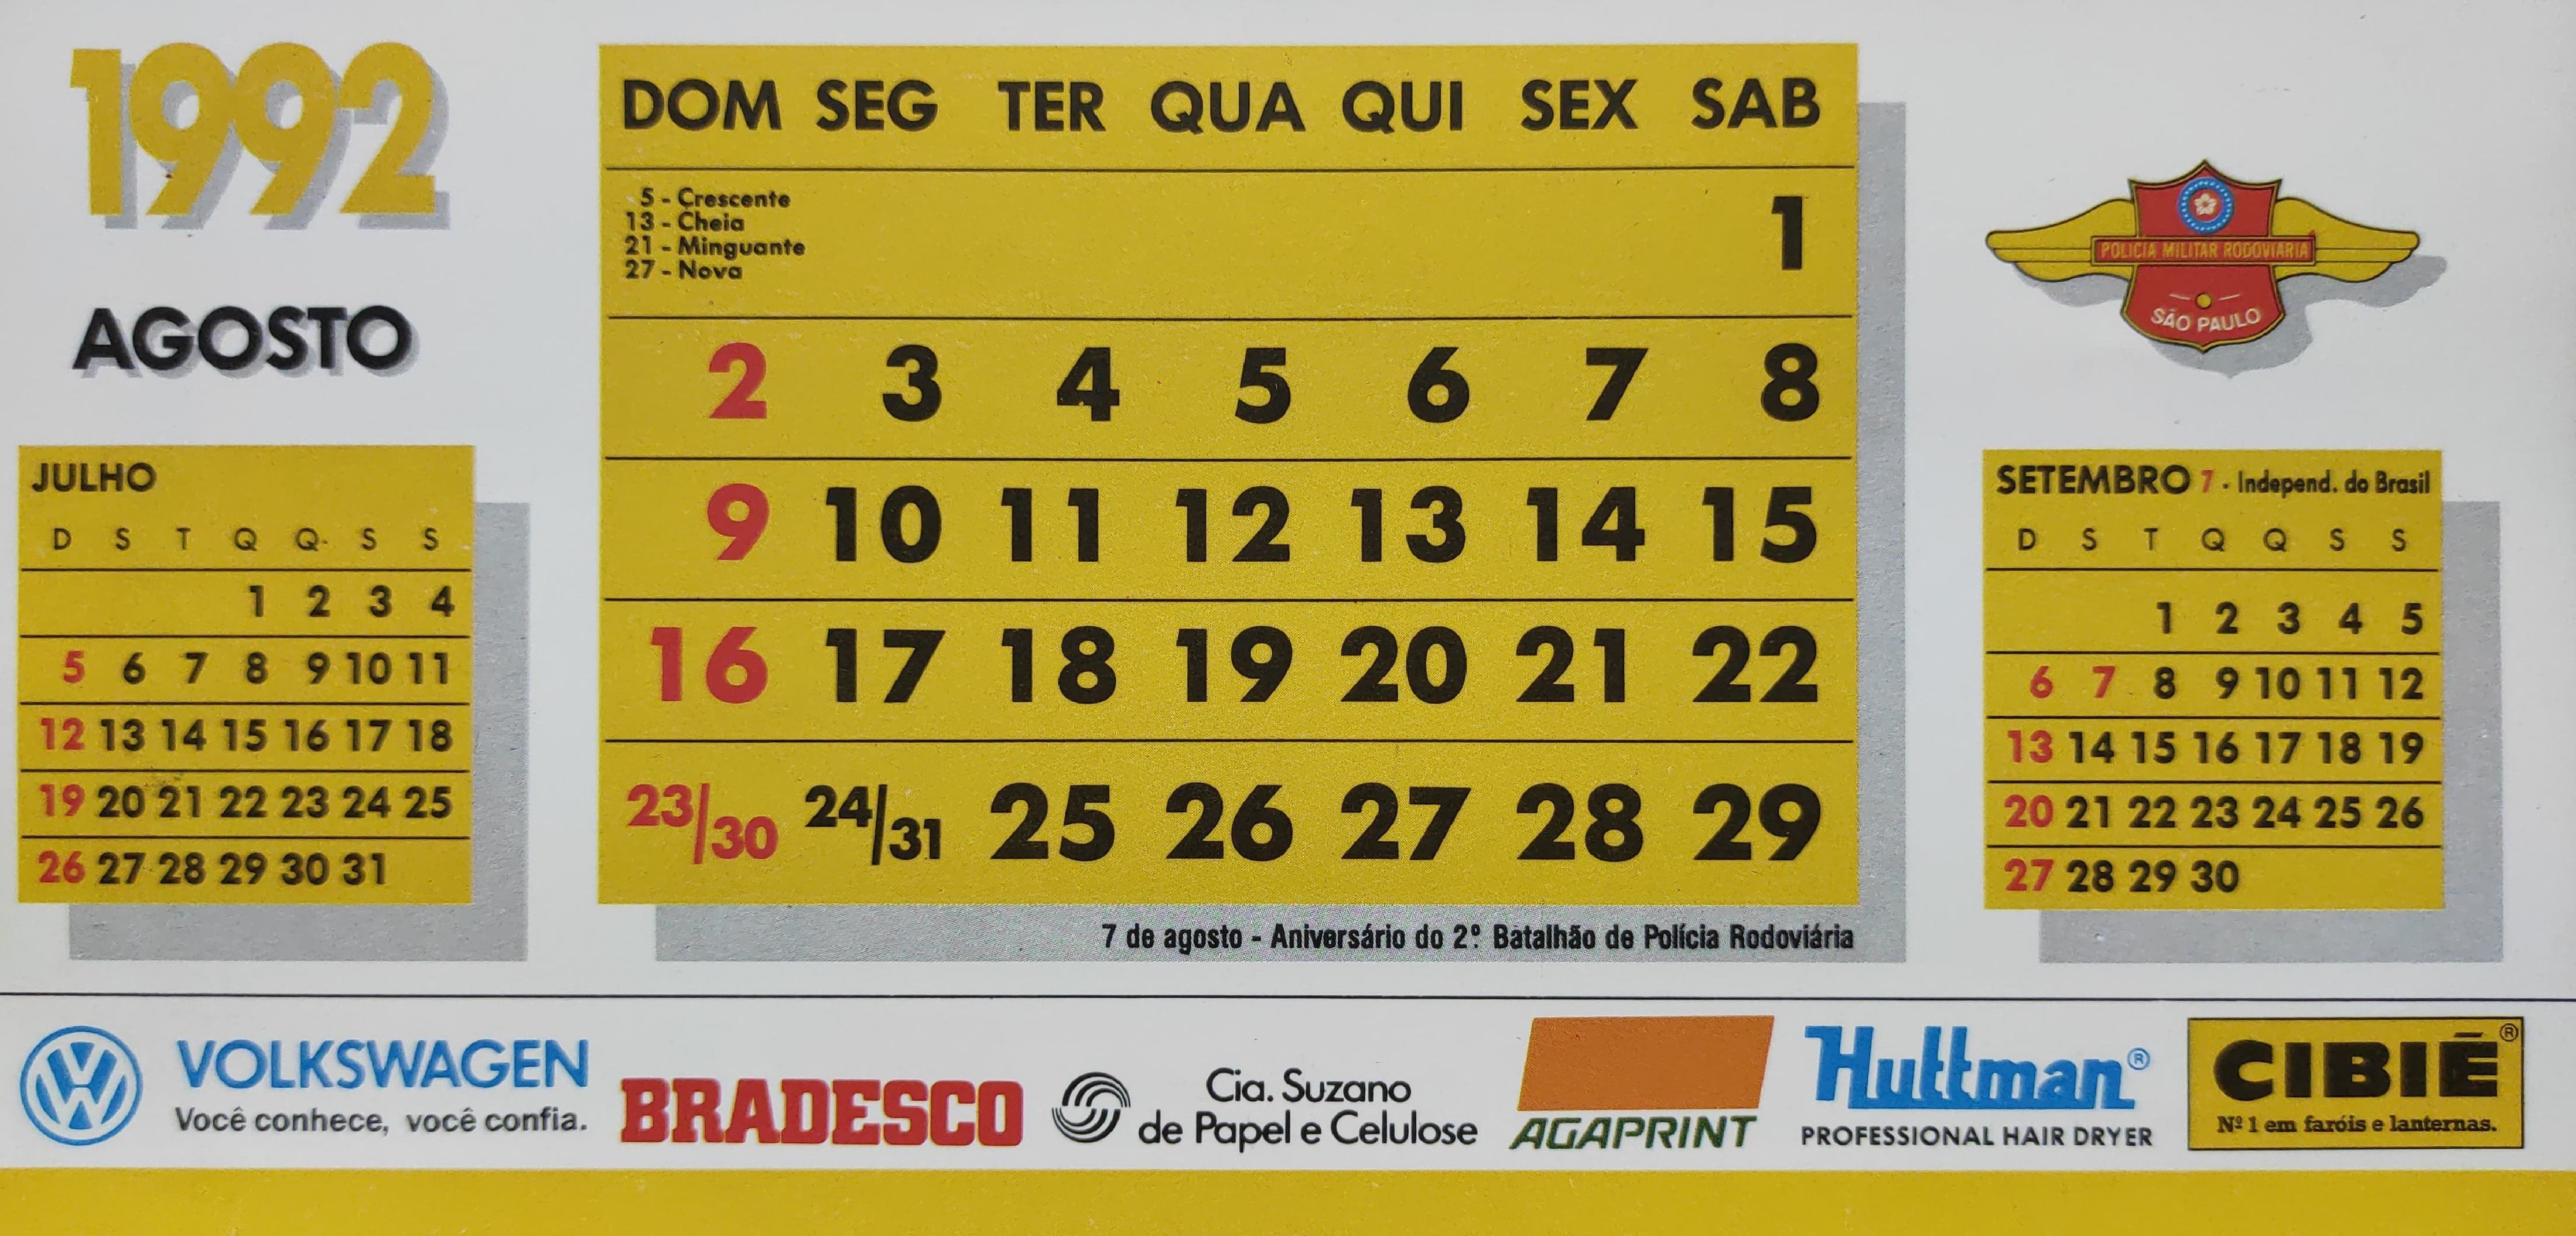 1992
AGOSTO
JULHO
D S T Q Q S S
1 2 3 4
5 6 7 8 9 10 11
12 13 14 15 16 17 18
19 20 21 22 23 24 25
26 27 28 29 30 31
DOM SEG TER QUA QUI SEX SAB
5 - Crescente
13 - Cheia
21 - Minguante
27 - Nova
1
2 3 4 5 6 7 8
9 10 11 12 13 14 15
16 17 18 19 20 21 22
23/30 24/31 25 26 27 28 29
7 de agosto - Aniversário do 2º Batalhão de Polícia Rodoviária
POLICIA MILITAR RODOVIARIA
SÃO PAULO
SETEMBRO 7 - Independ. do Brasil
D S T Q Q S S
1 2 3 4 5
6 7 8 9 10 11 12
13 14 15 16 17 18 19
20 21 22 23 24 25 26
27 28 29 30
VOLKSWAGEN
Você conhece, você confia.
BRADESCO
Cia. Suzano
de Papel e Celulose
AGAPRINT
Huttman®
PROFESSIONAL HAIR DRYER
CIBIÉ®
Nº 1 em faróis e lanternas.